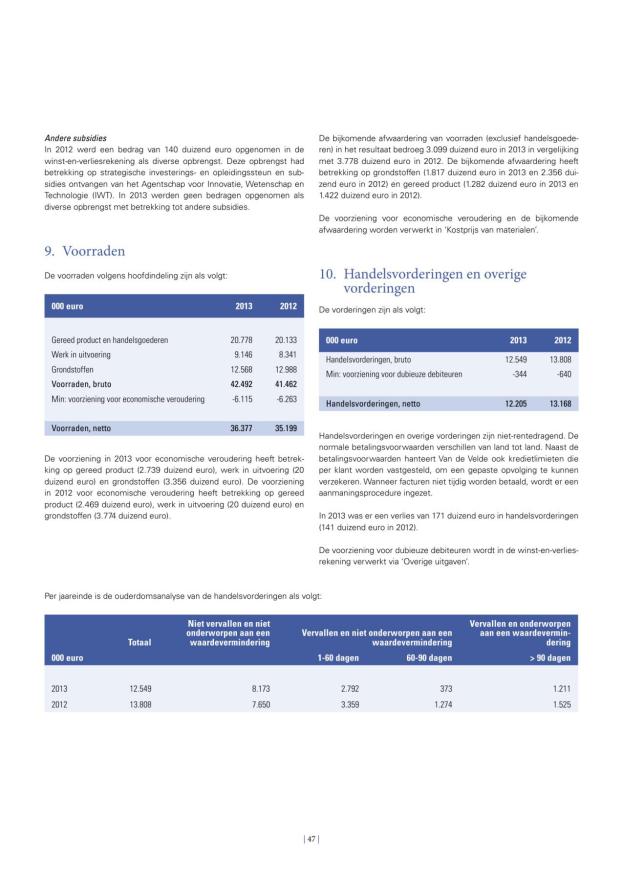 Andere subsidies
In 2012 werd een bedrag van 140 duizend euro opgenomen in de
winst-en-verliesrekening als diverse opbrengst. Deze opbrengst had
betrekking op strategische investerings- en opleidingssteun en sub-
sidies ontvangen van het Agentschap voor Innovatie, Wetenschap en
Technologie (IWT). In 2013 werden geen bedragen opgenomen als
diverse opbrengst met betrekking tot andere subsidies.
9. Voorraden
De voorraden volgens hoofdindeling zijn als volgt:
000 euro 2013 2012
Gereed product en handelsgoederen 20.778 20.133
Werk in uitvoering 9.146 8.341
Grondstoffen 12.568 12.988
Voorraden, bruto 42.492 41.462
Min: voorziening voor economische veroudering -6.115 -6.263
Voorraden, netto 36.377 35.199
De voorziening in 2013 voor economische veroudering heeft betrek-
king op gereed product (2.739 duizend euro), werk in uitvoering (20
duizend euro) en grondstoffen (3.356 duizend euro). De voorziening
in 2012 voor economische veroudering heeft betrekking op gereed
product (2.469 duizend euro), werk in uitvoering (20 duizend euro) en
grondstoffen (3.774 duizend euro).
De bijkomende afwaardering van voorraden (exclusief handelsgoede-
ren) in het resultaat bedroeg 3.099 duizend euro in 2013 in vergelijking
met 3.778 duizend euro in 2012. De bijkomende afwaardering heeft
betrekking op grondstoffen (1.817 duizend euro in 2013 en 2.356 dui-
zend euro in 2012) en gereed product (1.282 duizend euro in 2013 en
1.422 duizend euro in 2012).
De voorziening voor economische veroudering en de bijkomende
afwaardering worden verwerkt in 'Kostprijs van materialen'.
10. Handelsvorderingen en overige
vorderingen
De vorderingen zijn als volgt:
000 euro 2013 2012
Handelsvorderingen, bruto 12.549 13.808
Min: voorziening voor dubieuze debiteuren -344 -640
Handelsvorderingen, netto 12.205 13.168
Handelsvorderingen en overige vorderingen zijn niet-rentedragend. De
normale betalingsvoorwaarden verschillen van land tot land. Naast de
betalingsvoorwaarden hanteert Van de Velde ook kredietlimieten die
per klant worden vastgesteld, om een gepaste opvolging te kunnen
verzekeren. Wanneer facturen niet tijdig worden betaald, wordt er een
aanmaningsprocedure ingezet.
In 2013 was er een verlies van 171 duizend euro in handelsvorderingen
(141 duizend euro in 2012).
De voorziening voor dubieuze debiteuren wordt in de winst-en-verlies-
rekening verwerkt via 'Overige uitgaven'.
Per jaareinde is de ouderdomsanalyse van de handelsvorderingen als volgt:
Niet vervallen en niet Vervallen en onderworpen
onderworpen aan een Vervallen en niet onderworpen aan een aan een waardevermin-
Totaal waardevermindering waardevermindering dering
000 euro 1-60 dagen 60-90 dagen > 90 dagen
2013 12.549 8.173 2.792 373 1.211
2012 13.808 7.650 3.359 1.274 1.525
| 47 |